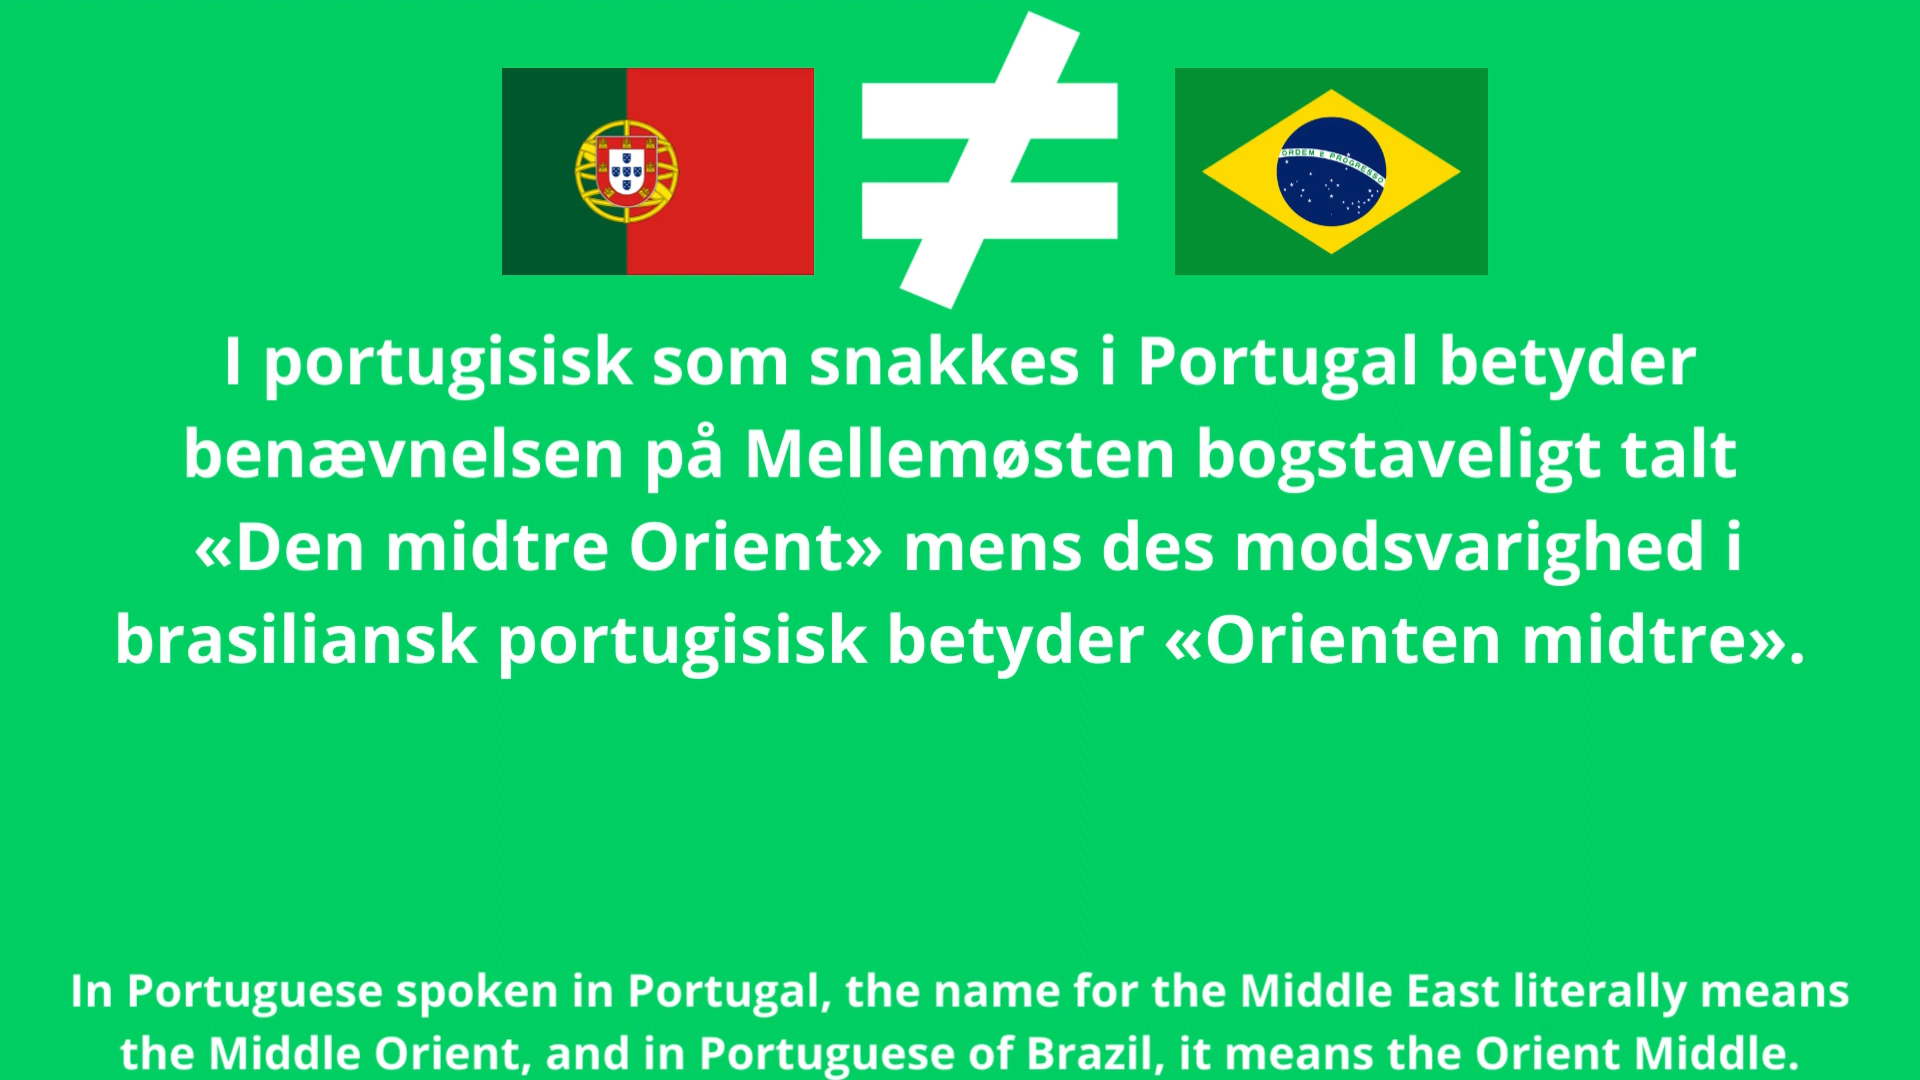 ORDEM E PROGRESSO
I portugisisk som snakkes i Portugal betyder
benævnelsen på Mellemøsten bogstaveligt talt
«Den midtre Orient» mens des modsvarighed i
brasiliansk portugisisk betyder «Orienten midtre».
In Portuguese spoken in Portugal, the name for the Middle East literally means
the Middle Orient, and in Portuguese of Brazil, it means the Orient Middle.